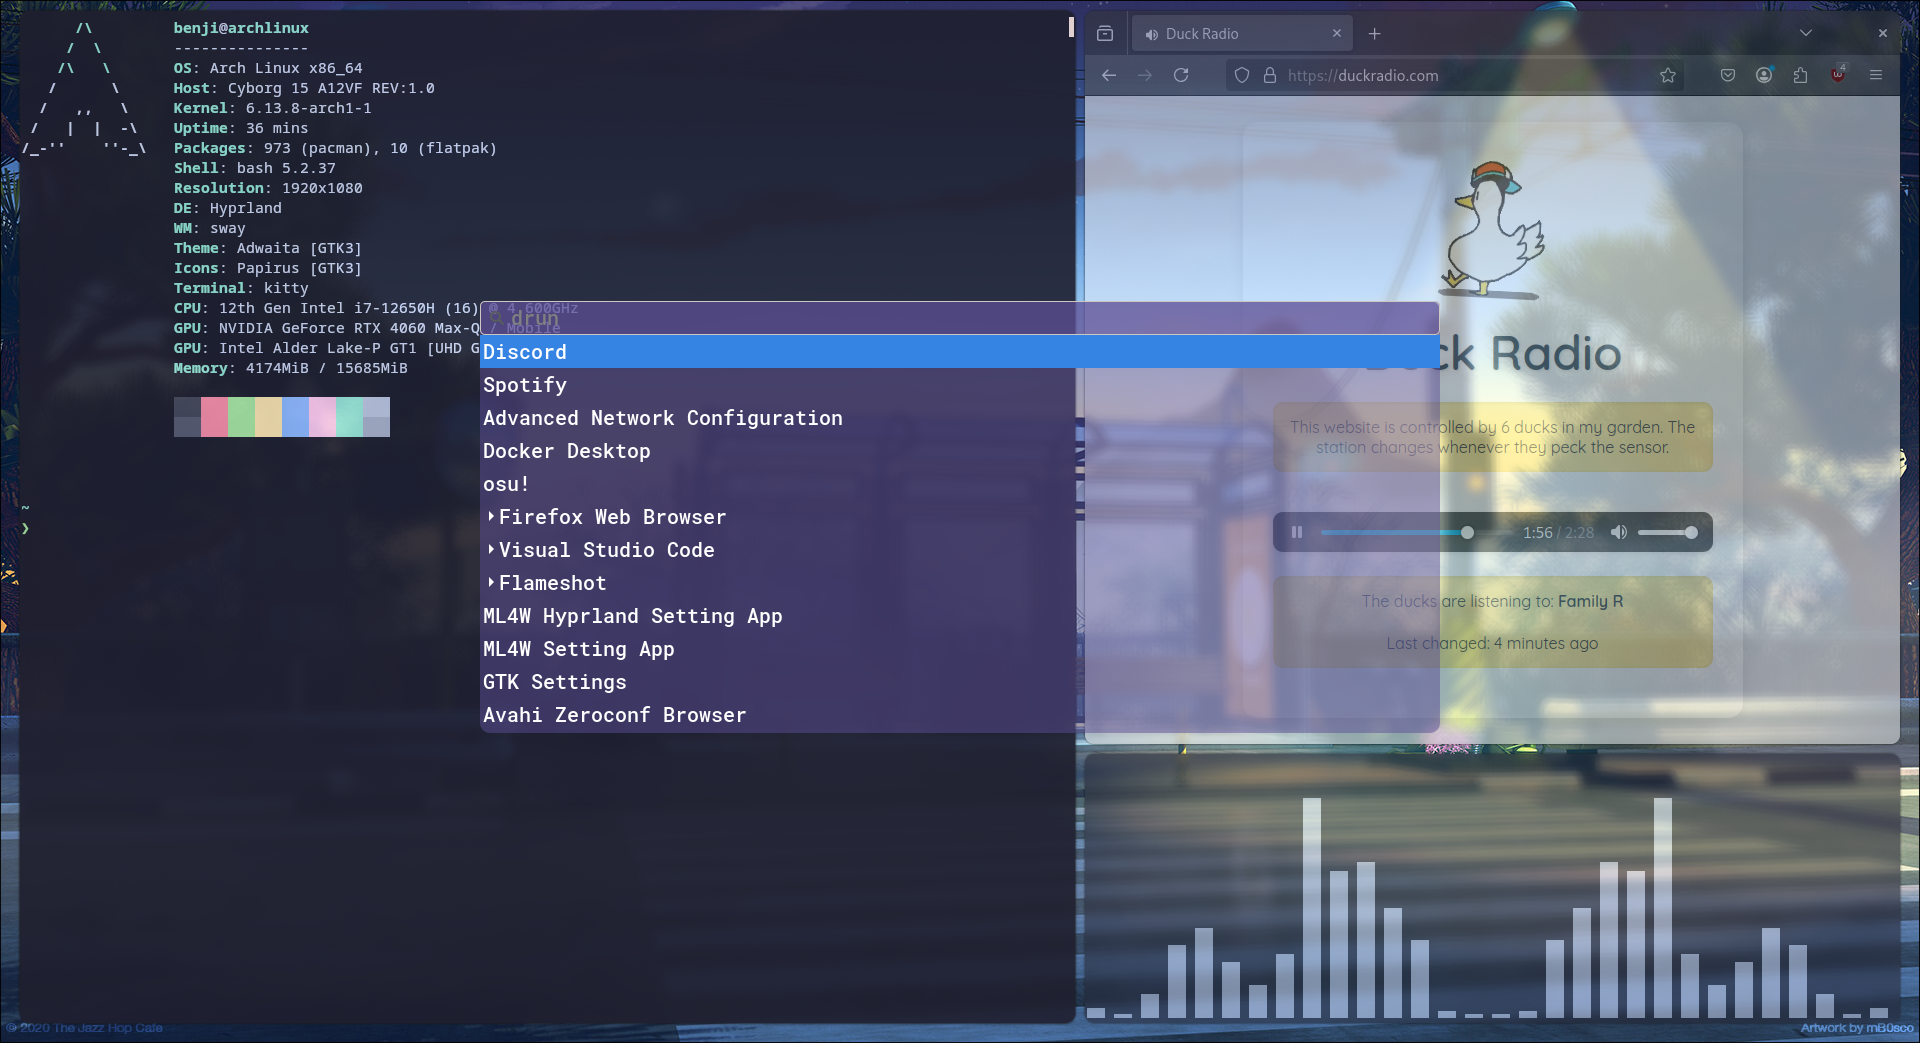 /\
/  \
/\   \
/      \
/   ,,   \
/   |  |  -\
/_-''    ''-_\
benji@archlinux
---------------
OS: Arch Linux x86_64
Host: Cyborg 15 A12VF REV:1.0
Kernel: 6.13.8-arch1-1
Uptime: 36 mins
Packages: 973 (pacman), 10 (flatpak)
Shell: bash 5.2.37
Resolution: 1920x1080
DE: Hyprland
WM: sway
Theme: Adwaita [GTK3]
Icons: Papirus [GTK3]
Terminal: kitty
CPU: 12th Gen Intel i7-12650H (16) @ 4.600GHz
GPU: NVIDIA GeForce RTX 4060 Max-Q / Mobile
GPU: Intel Alder Lake-P GT1 [UHD G
Memory: 4174MiB / 15685MiB
~
❯
drun
Discord
Spotify
Advanced Network Configuration
Docker Desktop
osu!
Firefox Web Browser
Visual Studio Code
Flameshot
ML4W Hyprland Setting App
ML4W Setting App
GTK Settings
Avahi Zeroconf Browser
Duck Radio
https://duckradio.com
4
Duck Radio
This website is controlled by 6 ducks in my garden. The
station changes whenever they peck the sensor.
1:56 / 2:28
The ducks are listening to: Family R
Last changed: 4 minutes ago
© 2020 The Jazz Hop Cafe
Artwork by mB0sco